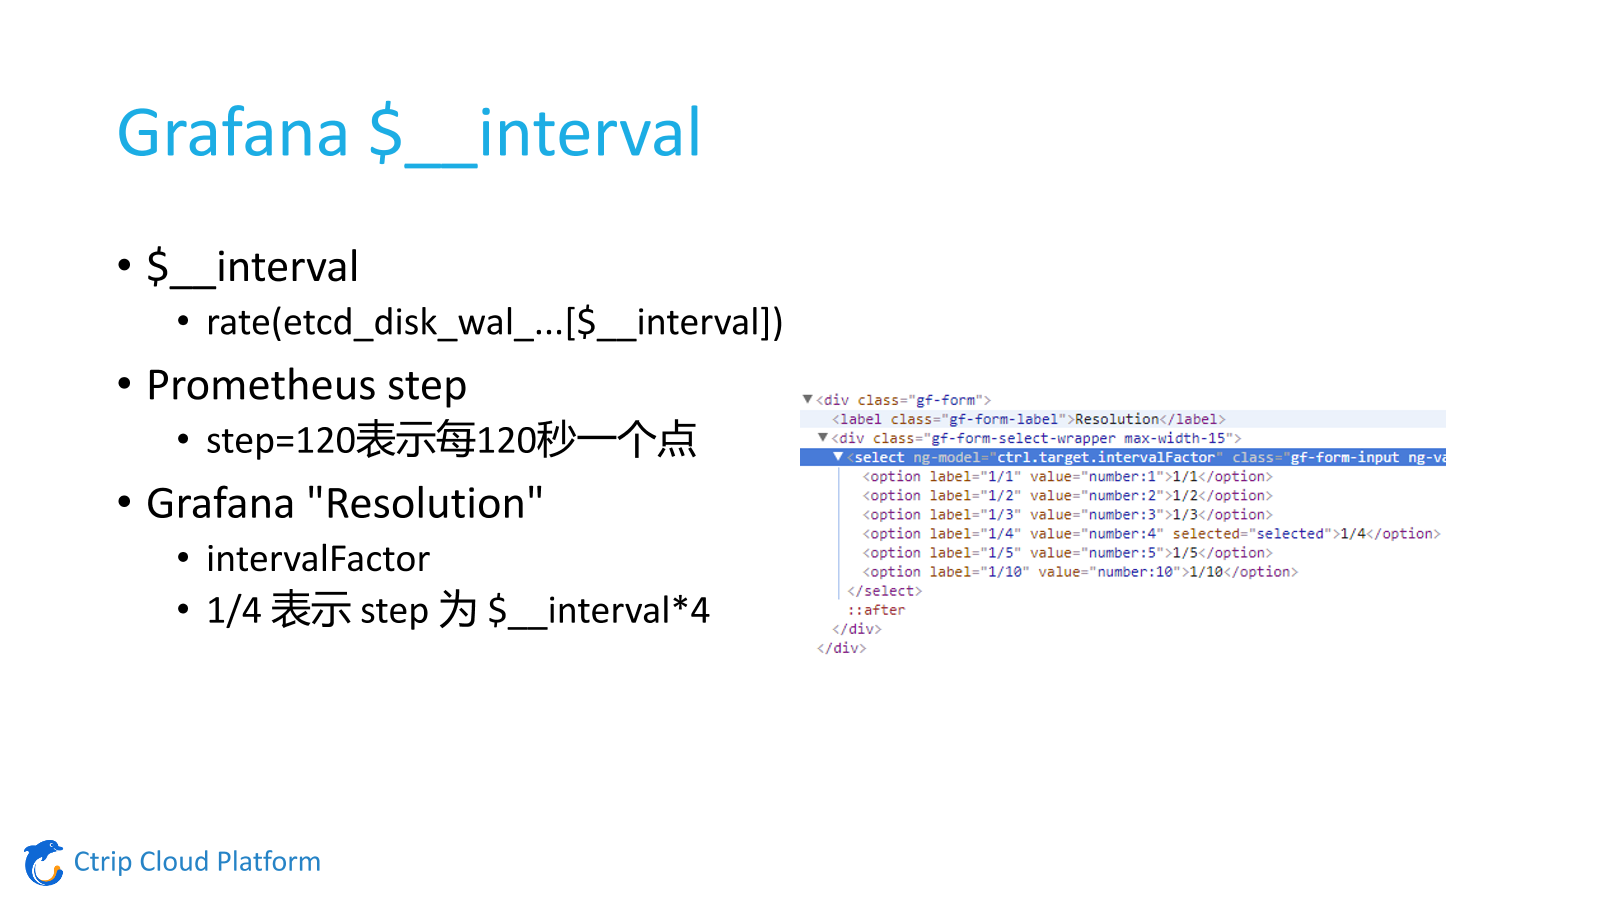 Grafana $__interval
• $__interval
• rate(etcd_disk_wal_...[$__interval])
• Prometheus step
• step=120表示每120秒一个点
• Grafana "Resolution"
• intervalFactor
• 1/4 表示 step 为 $__interval*4
▼<div class="gf-form">
<label class="gf-form-label">Resolution</label>
▼<div class="gf-form-select-wrapper max-width-15">
▼<select ng-model="ctrl.target.intervalFactor" class="gf-form-input ng-va
<option label="1/1" value="number:1">1/1</option>
<option label="1/2" value="number:2">1/2</option>
<option label="1/3" value="number:3">1/3</option>
<option label="1/4" value="number:4" selected="selected">1/4</option>
<option label="1/5" value="number:5">1/5</option>
<option label="1/10" value="number:10">1/10</option>
</select>
::after
</div>
</div>
Ctrip Cloud Platform